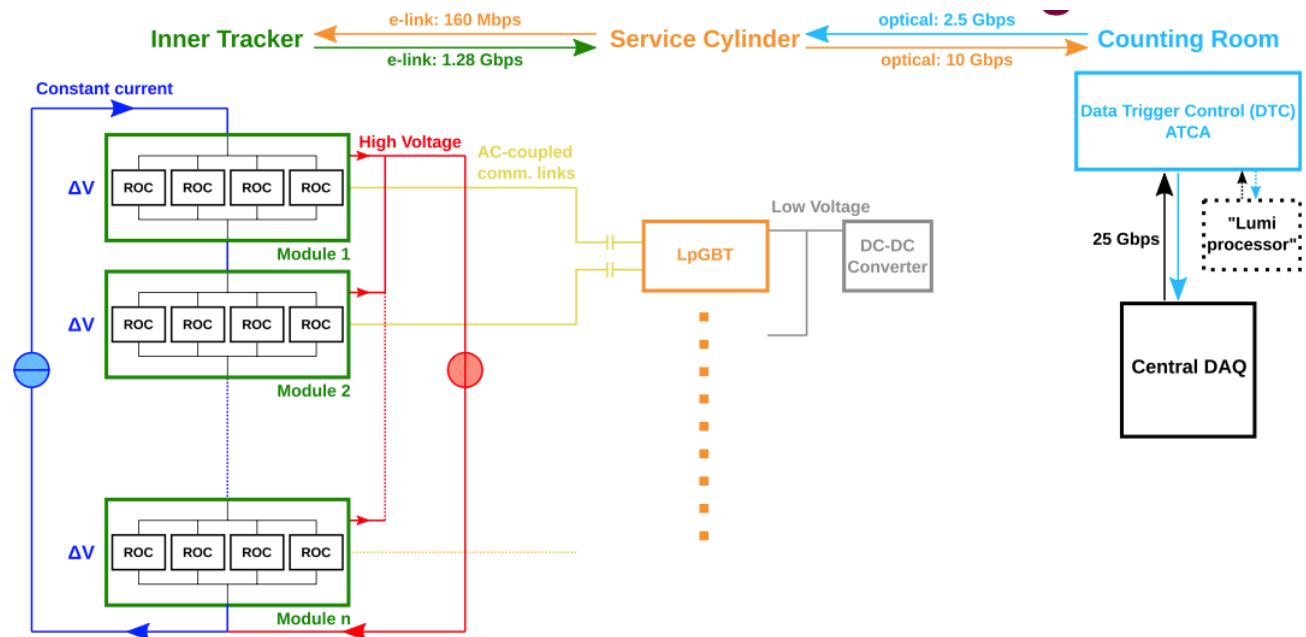 e-link: 160 Mbps
optical: 2.5 Gbps
Inner Tracker
Service Cylinder
Counting Room
e-link: 1.28 Gbps
optical: 10 Gbps
Constant current
Data Trigger Control (DTC)
ATCA
High Voltage
AC-coupled
comm. links
ΔV
ROC ROC ROC ROC
Module 1
Low Voltage
LpGBT
DC-DC
Converter
25 Gbps
"Lumi
processor"
ΔV
ROC ROC ROC ROC
Module 2
Central DAQ
ΔV
ROC ROC ROC ROC
Module n